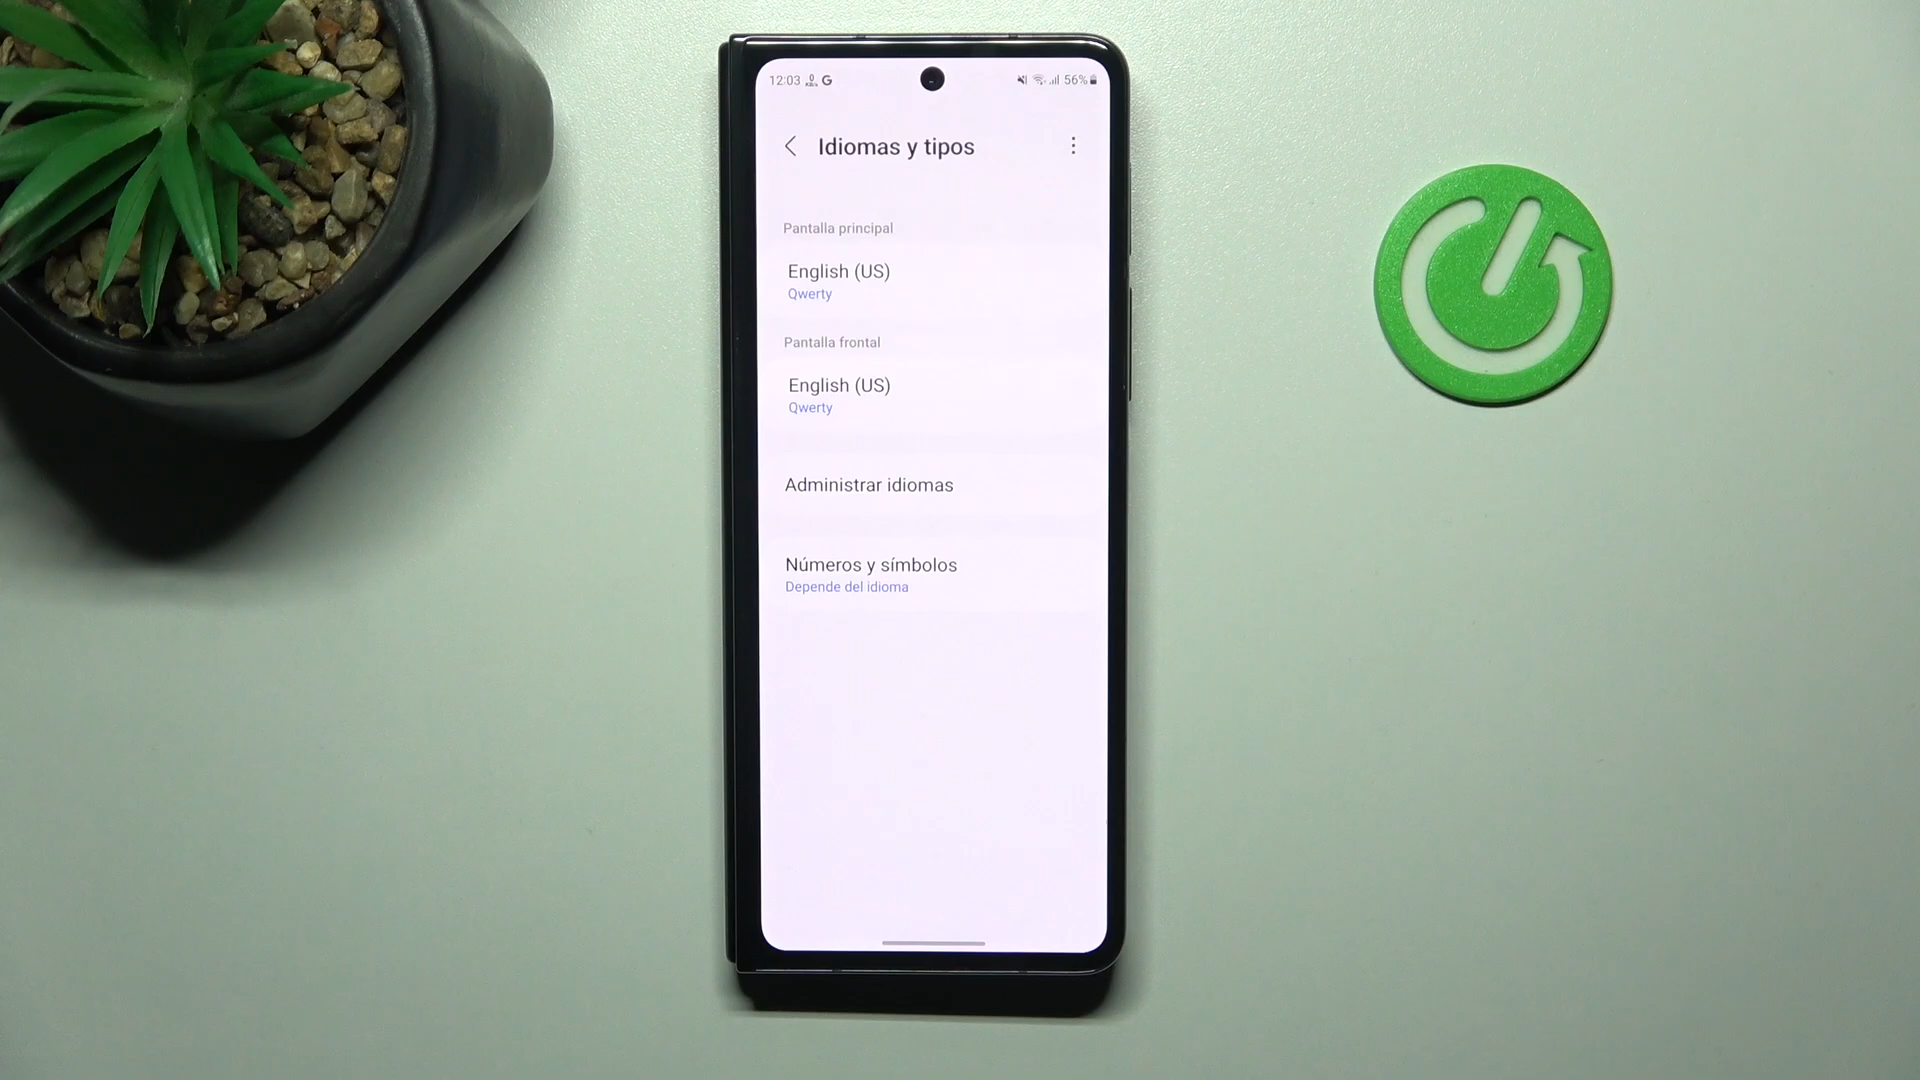 12:03 G 56%
Idiomas y tipos
Pantalla principal
English (US)
Qwerty
Pantalla frontal
English (US)
Qwerty
Administrar idiomas
Números y símbolos
Depende del idioma